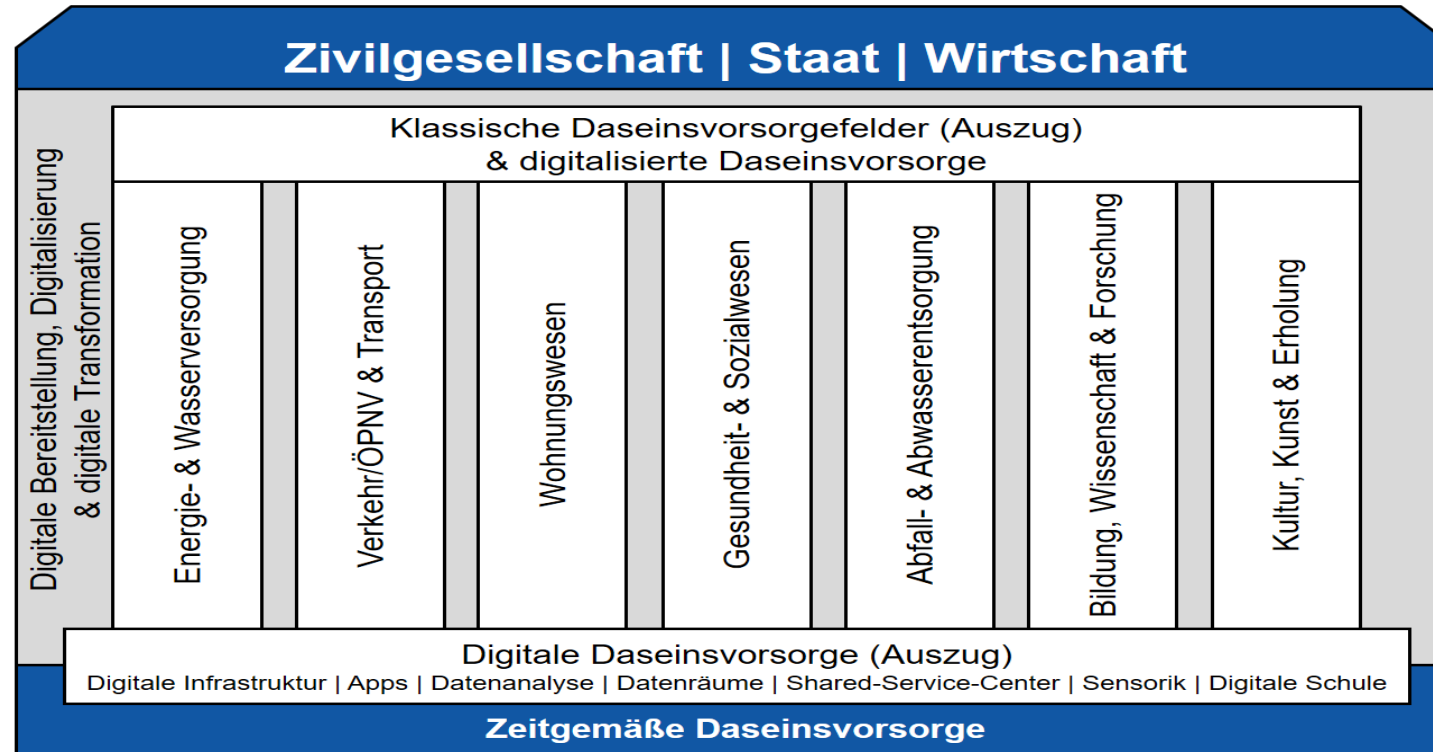 Zivilgesellschaft | Staat | Wirtschaft
Klassische Daseinsvorsorgefelder (Auszug)
& digitalisierte Daseinsvorsorge
Digitale Bereitstellung, Digitalisierung
& digitale Transformation
Energie- & Wasserversorgung
Verkehr/ÖPNV & Transport
Wohnungswesen
Gesundheit- & Sozialwesen
Abfall- & Abwasserentsorgung
Bildung, Wissenschaft & Forschung
Kultur, Kunst & Erholung
Digitale Daseinsvorsorge (Auszug)
Digitale Infrastruktur | Apps | Datenanalyse | Datenräume | Shared-Service-Center | Sensorik | Digitale Schule
Zeitgemäße Daseinsvorsorge